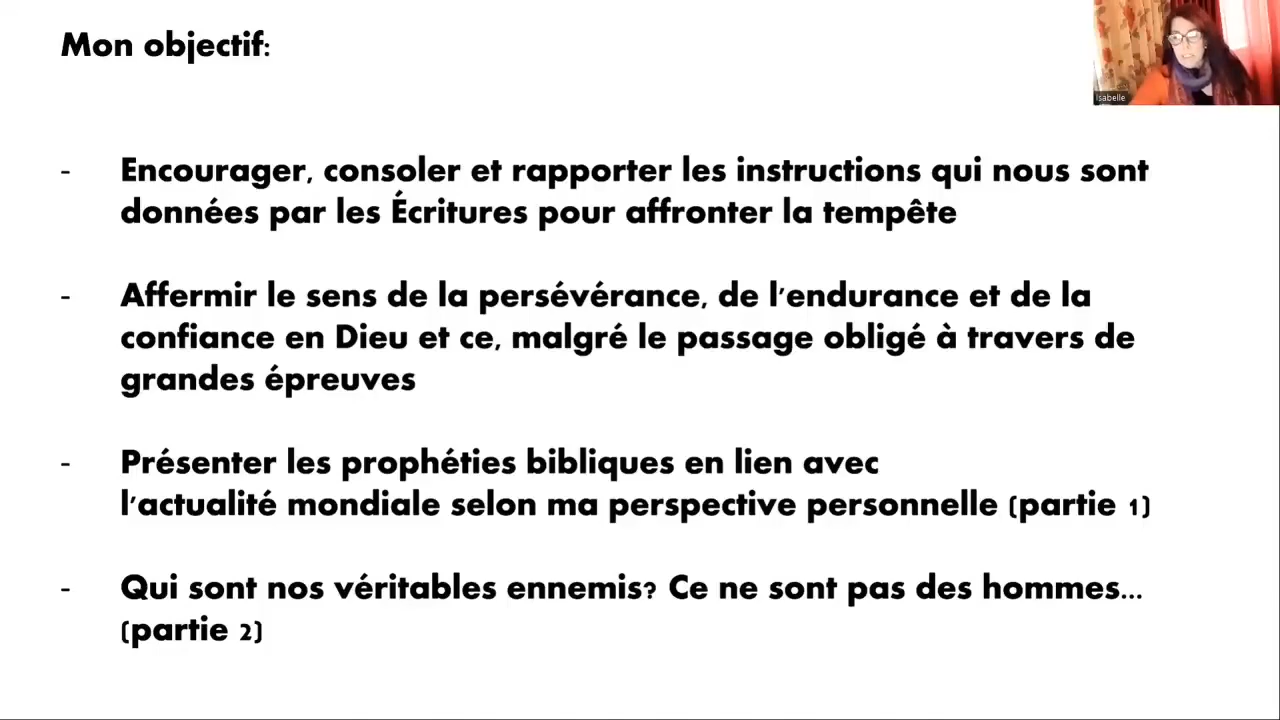 Mon objectif:
Isabelle
- Encourager, consoler et rapporter les instructions qui nous sont
données par les Écritures pour affronter la tempête
- Affermir le sens de la persévérance, de l'endurance et de la
confiance en Dieu et ce, malgré le passage obligé à travers de
grandes épreuves
- Présenter les prophéties bibliques en lien avec
l'actualité mondiale selon ma perspective personnelle (partie 1)
- Qui sont nos véritables ennemis? Ce ne sont pas des hommes...
(partie 2)